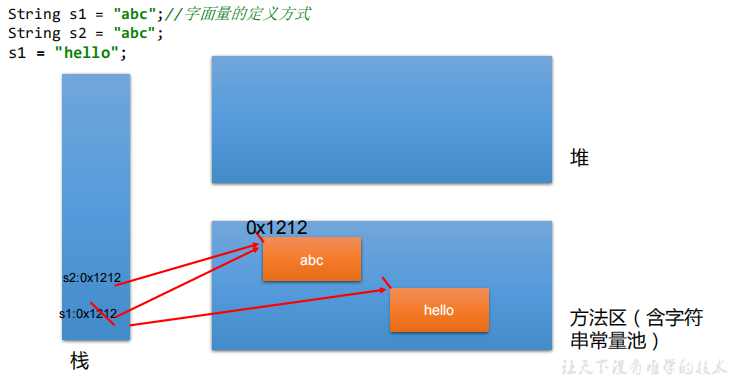 String s1 = "abc";//字面量的定义方式
String s2 = "abc";
s1 = "hello";
堆
0x1212
abc
s2:0x1212
hello
s1:0x1212
方法区（含字符
串常量池）
栈
让天下没有难学的技术